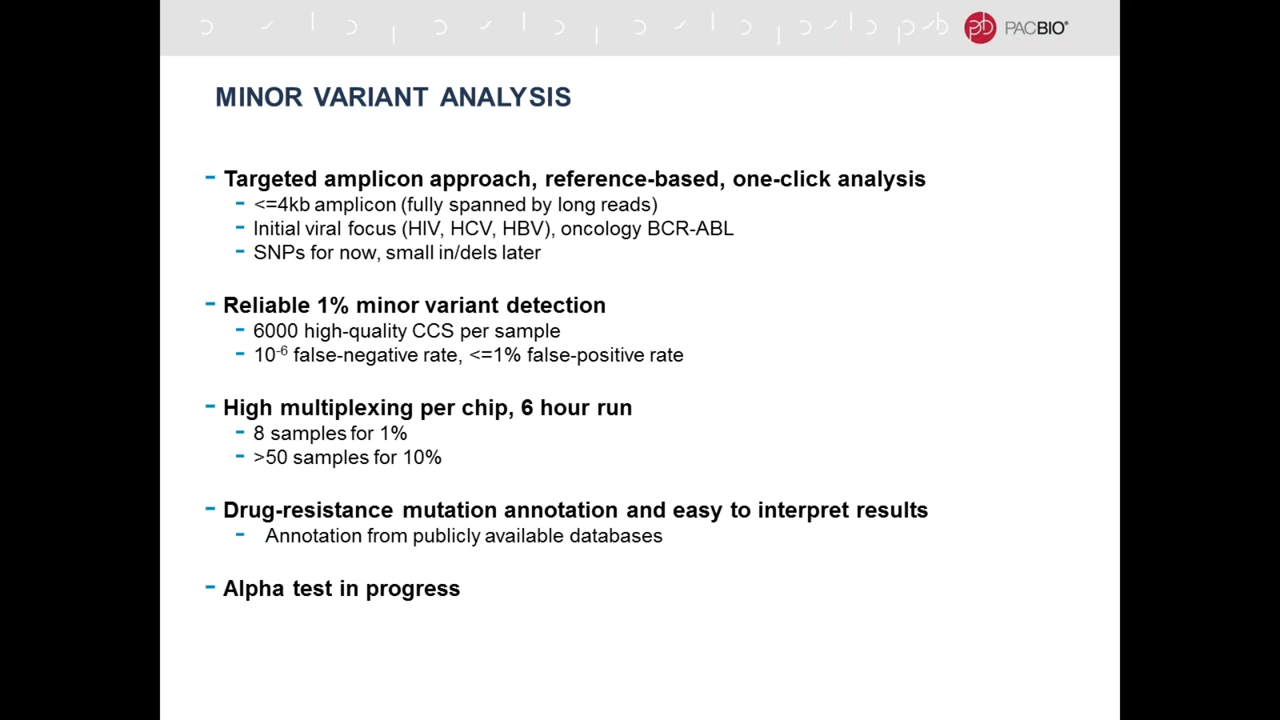 PACBIO®
MINOR VARIANT ANALYSIS
- Targeted amplicon approach, reference-based, one-click analysis
- <=4kb amplicon (fully spanned by long reads)
- Initial viral focus (HIV, HCV, HBV), oncology BCR-ABL
- SNPs for now, small in/dels later
- Reliable 1% minor variant detection
- 6000 high-quality CCS per sample
- 10⁻⁶ false-negative rate, <=1% false-positive rate
- High multiplexing per chip, 6 hour run
- 8 samples for 1%
- >50 samples for 10%
- Drug-resistance mutation annotation and easy to interpret results
- Annotation from publicly available databases
- Alpha test in progress